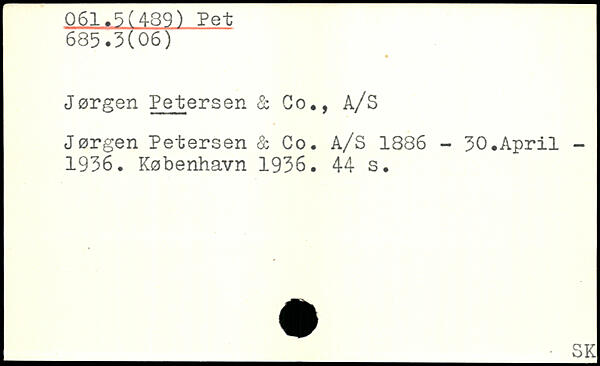 061.5(489) Pet
685.3(06)
Jørgen Petersen & Co., A/S
Jørgen Petersen & Co. A/S 1886 - 30.April -
1936. København 1936. 44 s.
SK